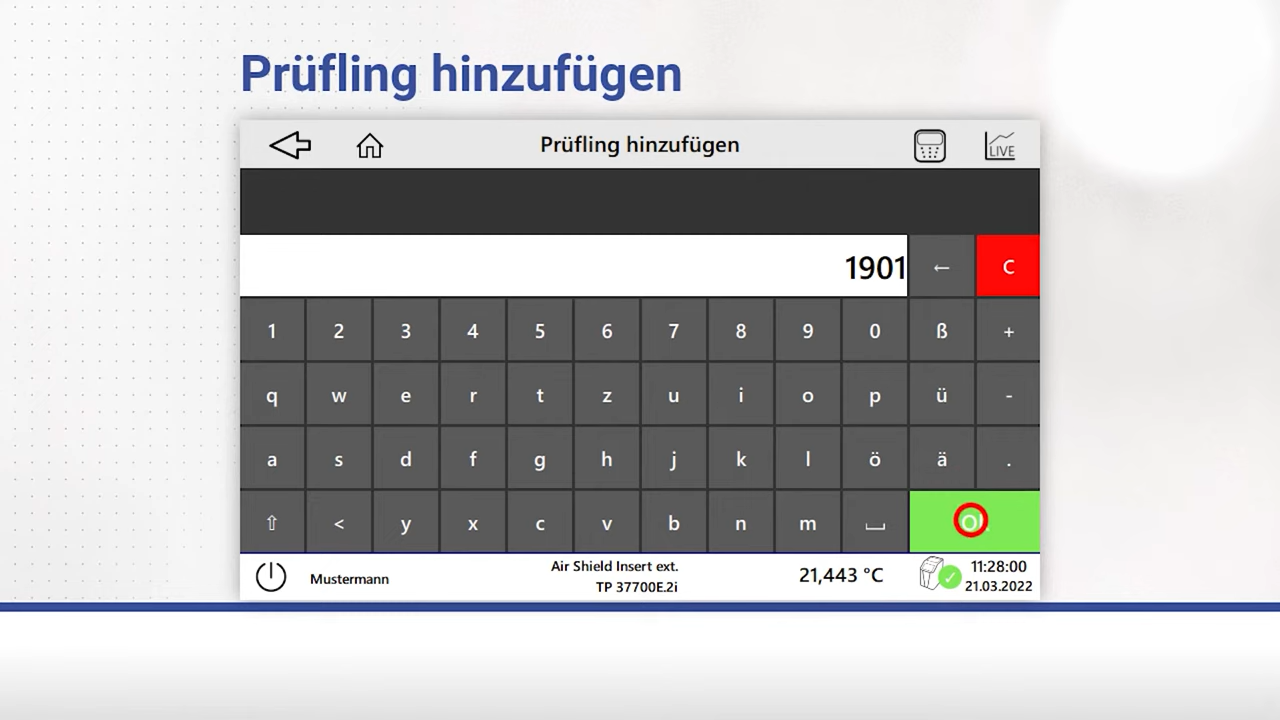 Prüfling hinzufügen
Prüfling hinzufügen
LIVE
1901 ← C
1 2 3 4 5 6 7 8 9 0 ß +
q w e r t z u i o p ü -
a s d f g h j k l ö ä .
⇧ < y x c v b n m ⎵
Mustermann
Air Shield Insert ext.
TP 37700E.2i
21,443 °C
11:28:00
21.03.2022